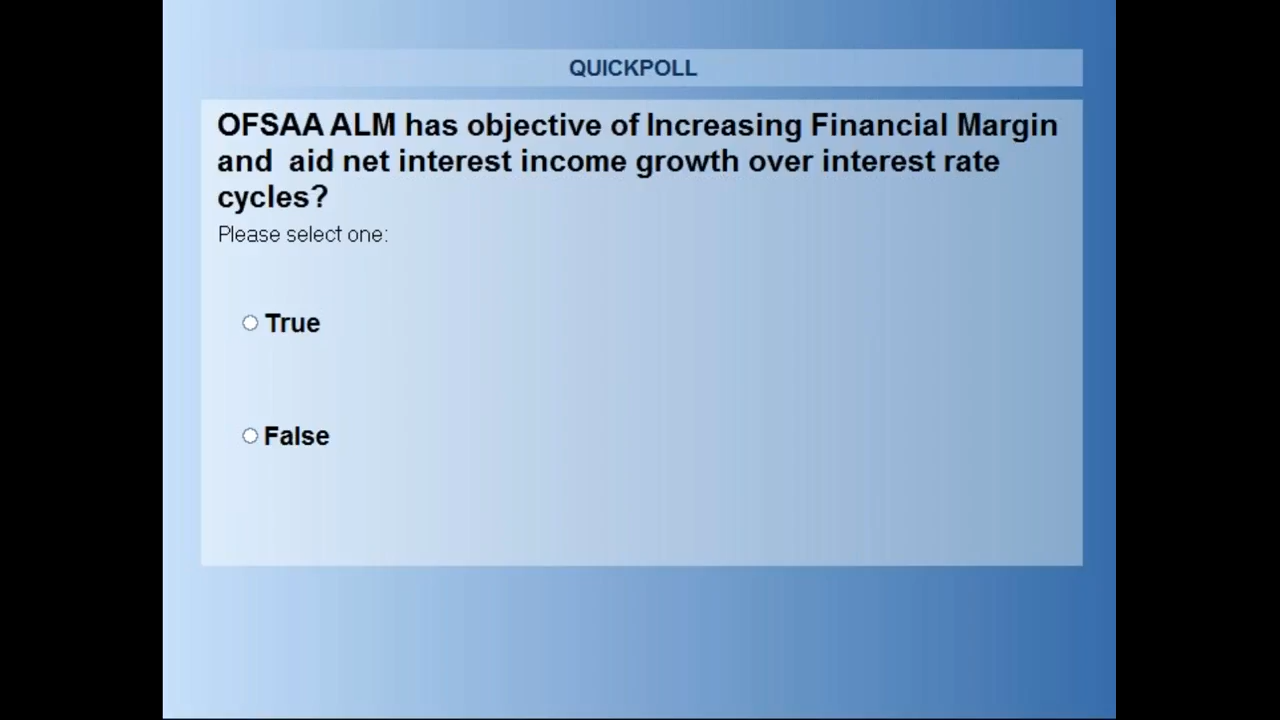 QUICKPOLL
OFSAA ALM has objective of Increasing Financial Margin
and  aid net interest income growth over interest rate
cycles?
Please select one:
True
False